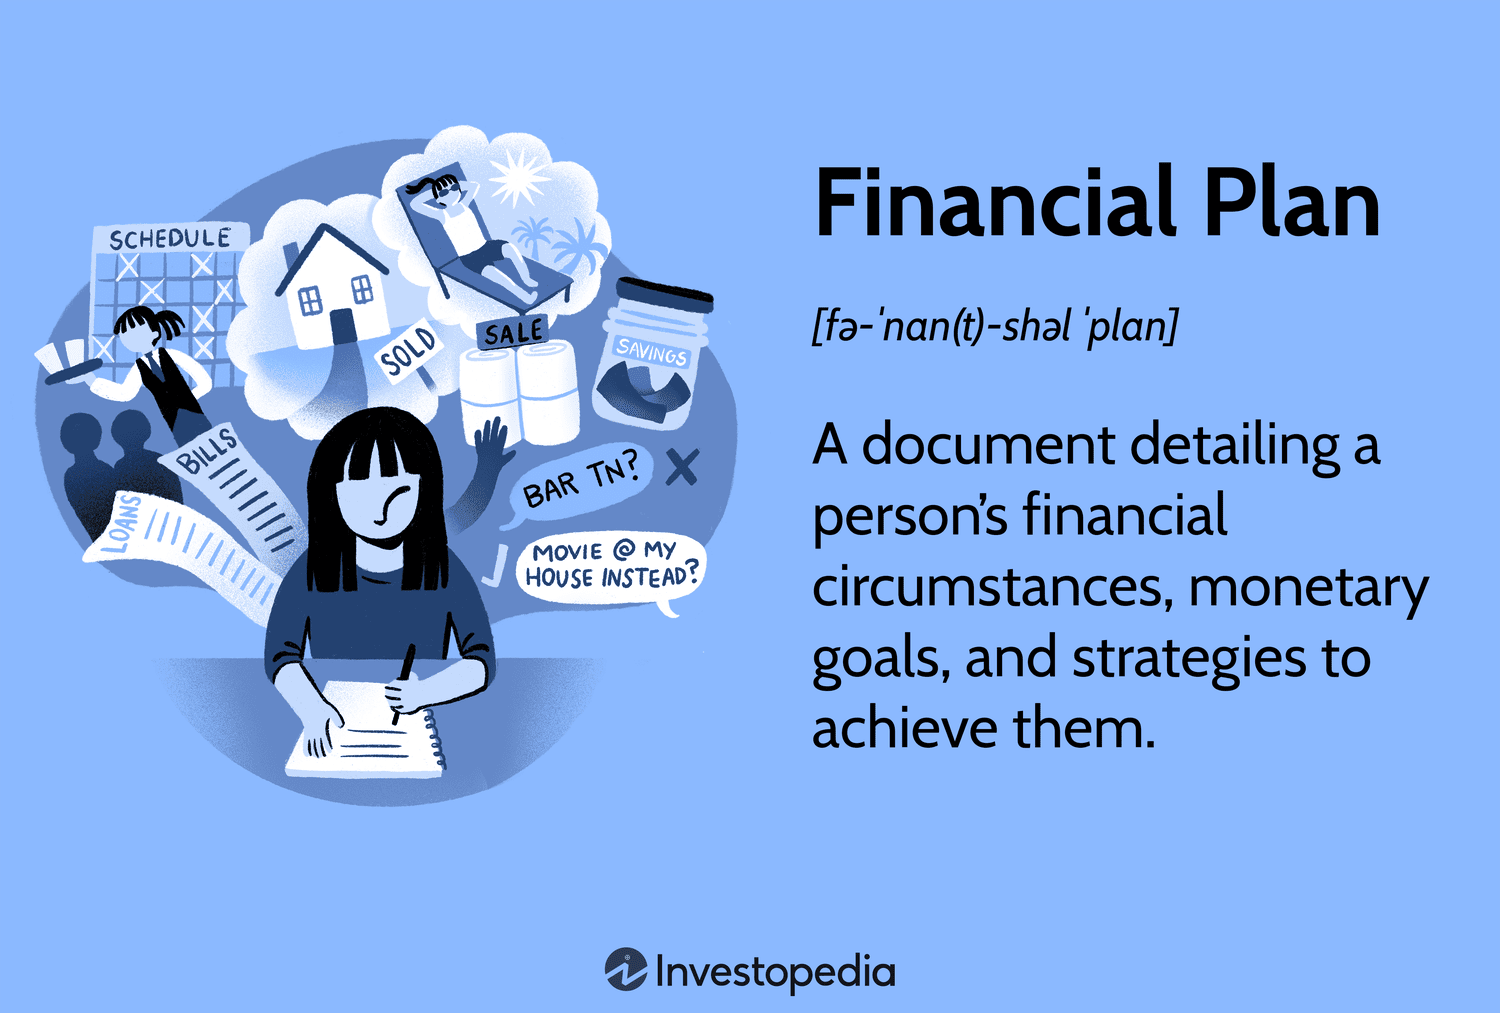 SCHEDULE
SOLD
SALE
SAVINGS
BILLS
LOANS
BAR TN?
MOVIE @ MY
HOUSE INSTEAD?
Financial Plan
[fə-ˈnan(t)-shəl ˈplan]
A document detailing a
person’s financial
circumstances, monetary
goals, and strategies to
achieve them.
Investopedia